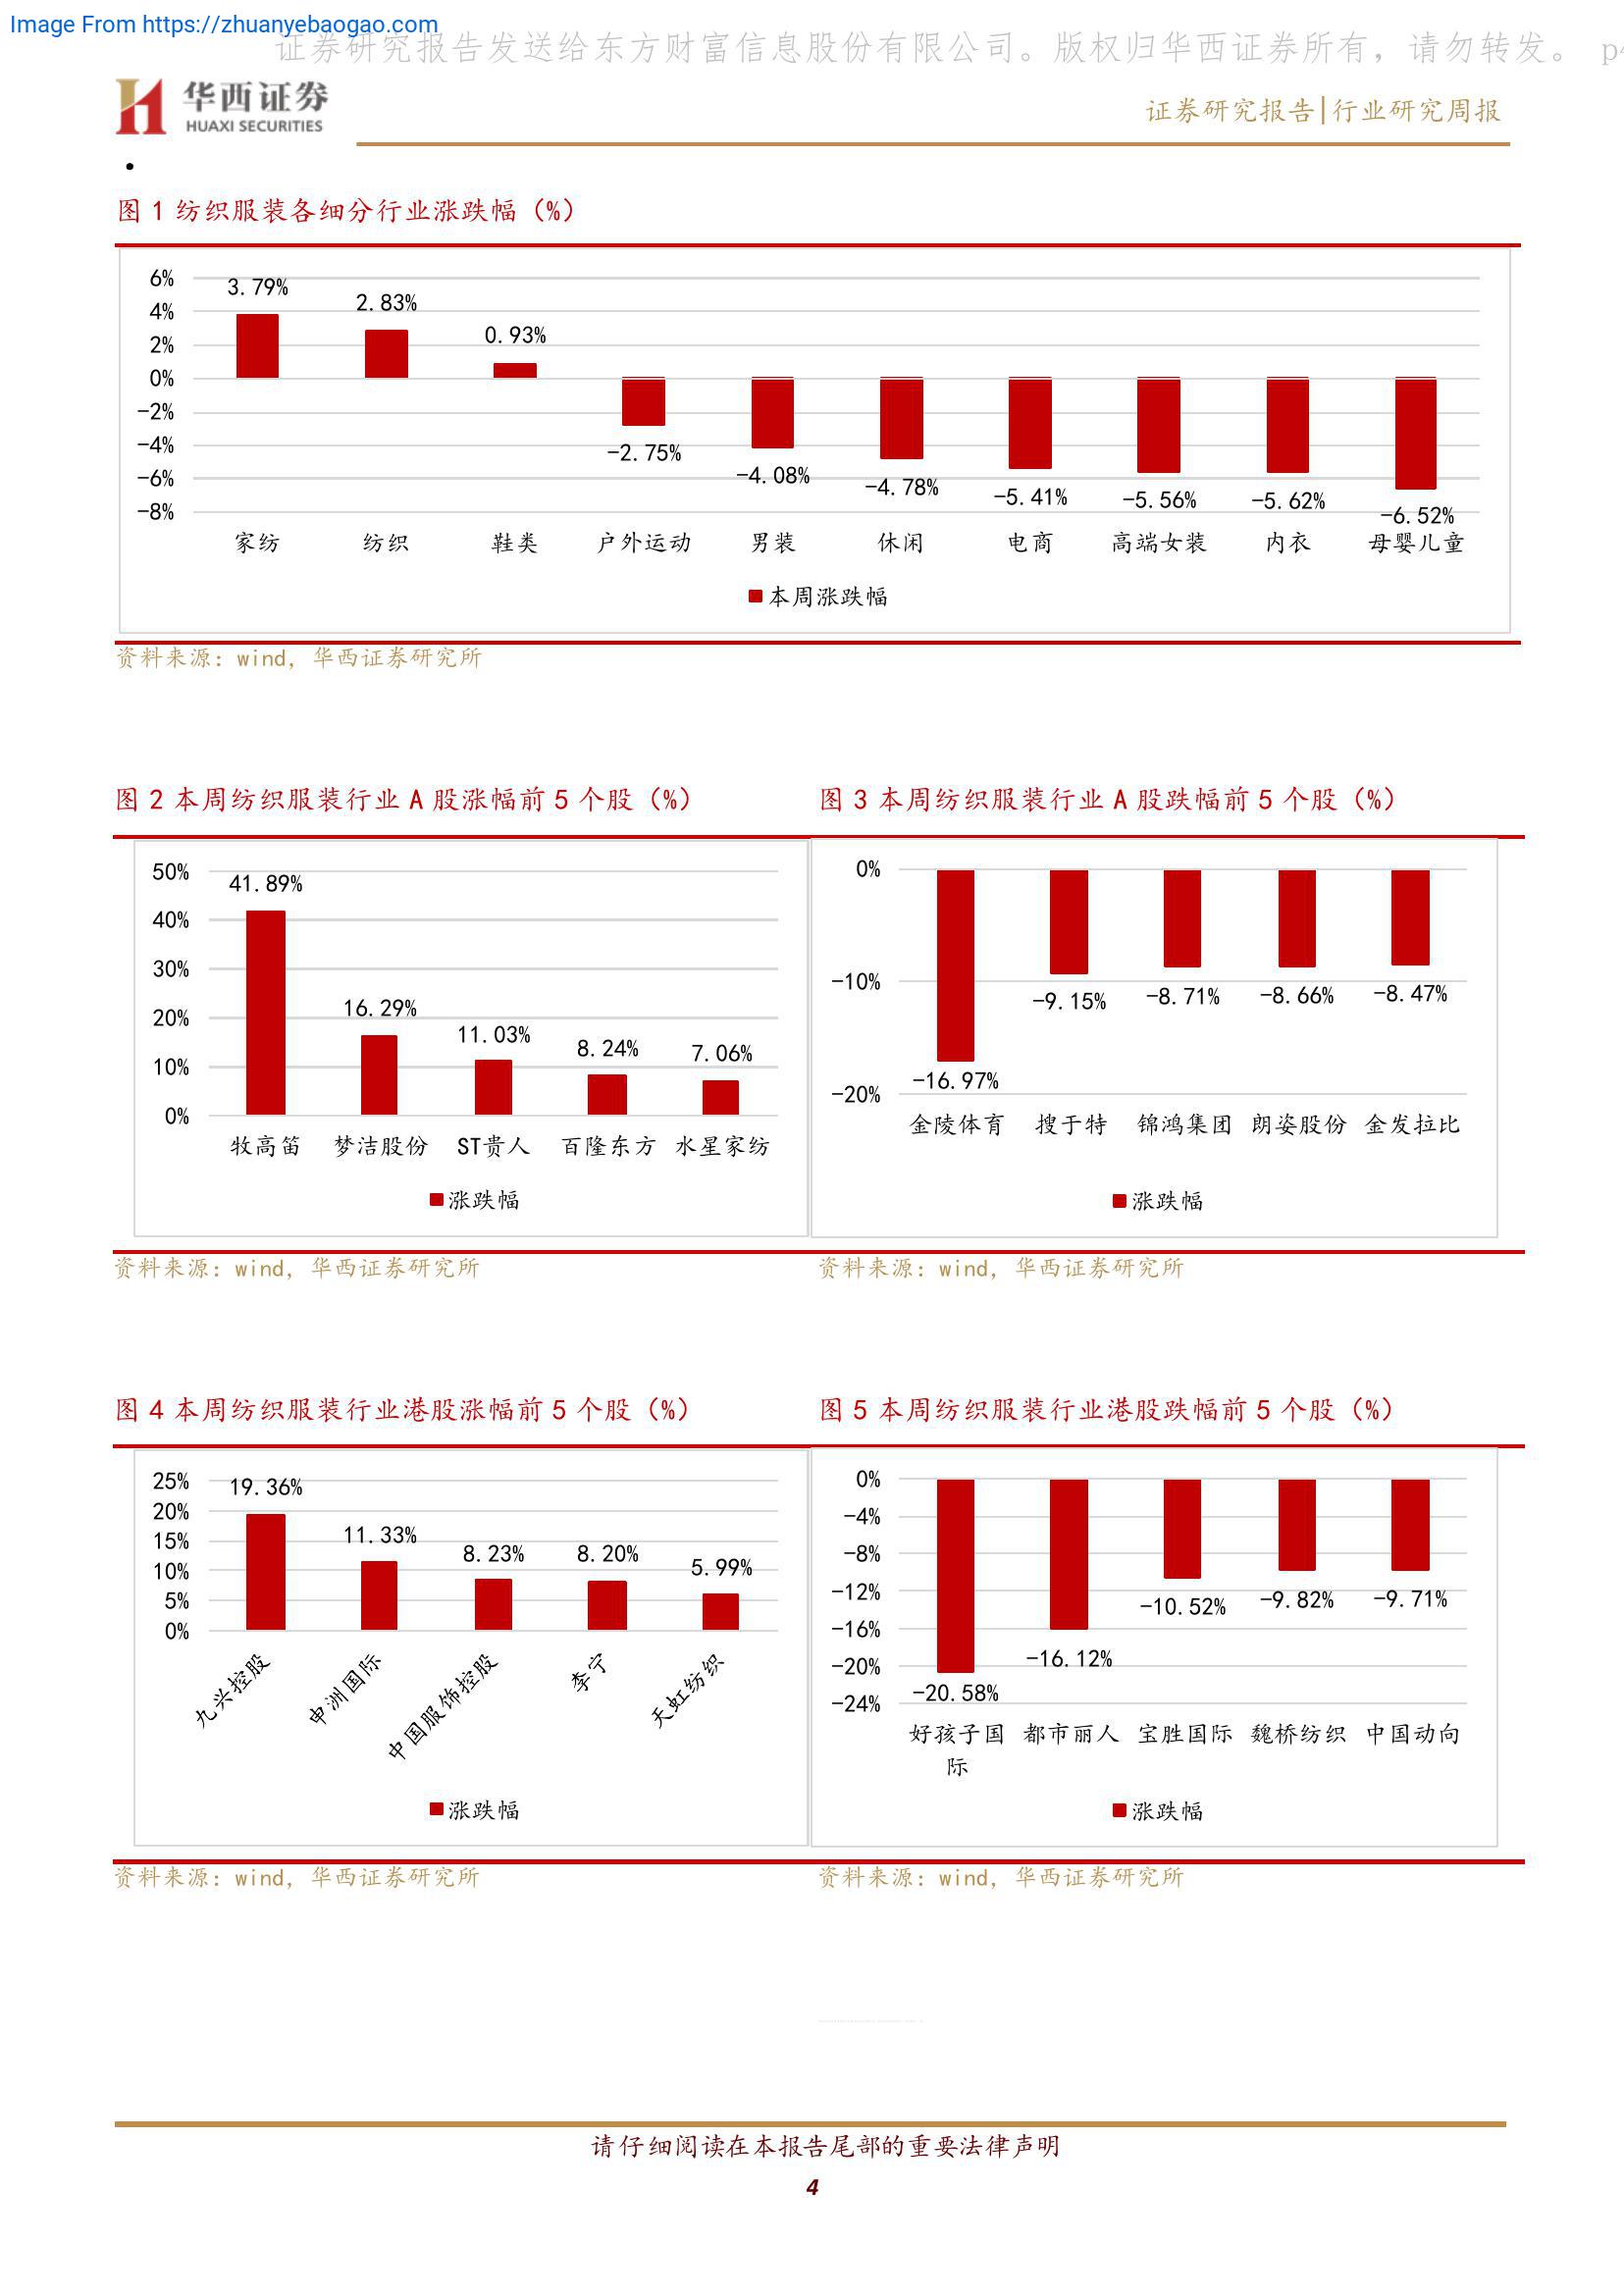 Image From https://zhuanyebaogao.com
证券研究报告发送给东方财富信息股份有限公司。版权归华西证券所有，请勿转发。 p4
华西证券
HUAXI SECURITIES
证券研究报告|行业研究周报
•
图 1 纺织服装各细分行业涨跌幅（%）
6%
4%
2%
0%
-2%
-4%
-6%
-8%
3.79%
2.83%
0.93%
-2.75%
-4.08%
-4.78%
-5.41%
-5.56%
-5.62%
-6.52%
家纺 纺织 鞋类 户外运动 男装 休闲 电商 高端女装 内衣 母婴儿童
本周涨跌幅
资料来源：wind，华西证券研究所
图 2 本周纺织服装行业 A 股涨幅前 5 个股（%）
50%
40%
30%
20%
10%
0%
41.89%
16.29%
11.03%
8.24%
7.06%
牧高笛 梦洁股份 ST贵人 百隆东方 水星家纺
涨跌幅
资料来源：wind，华西证券研究所
图 3 本周纺织服装行业 A 股跌幅前 5 个股（%）
0%
-10%
-20%
-16.97%
-9.15%
-8.71%
-8.66%
-8.47%
金陵体育 搜于特 锦鸿集团 朗姿股份 金发拉比
涨跌幅
资料来源：wind，华西证券研究所
图 4 本周纺织服装行业港股涨幅前 5 个股（%）
25%
20%
15%
10%
5%
0%
19.36%
11.33%
8.23%
8.20%
5.99%
九兴控股 申洲国际 中国服饰控股 李宁 天虹纺织
涨跌幅
资料来源：wind，华西证券研究所
图 5 本周纺织服装行业港股跌幅前 5 个股（%）
0%
-4%
-8%
-12%
-16%
-20%
-24%
-20.58%
-16.12%
-10.52%
-9.82%
-9.71%
好孩子国 都市丽人 宝胜国际 魏桥纺织 中国动向
际
涨跌幅
资料来源：wind，华西证券研究所
请仔细阅读在本报告尾部的重要法律声明
4